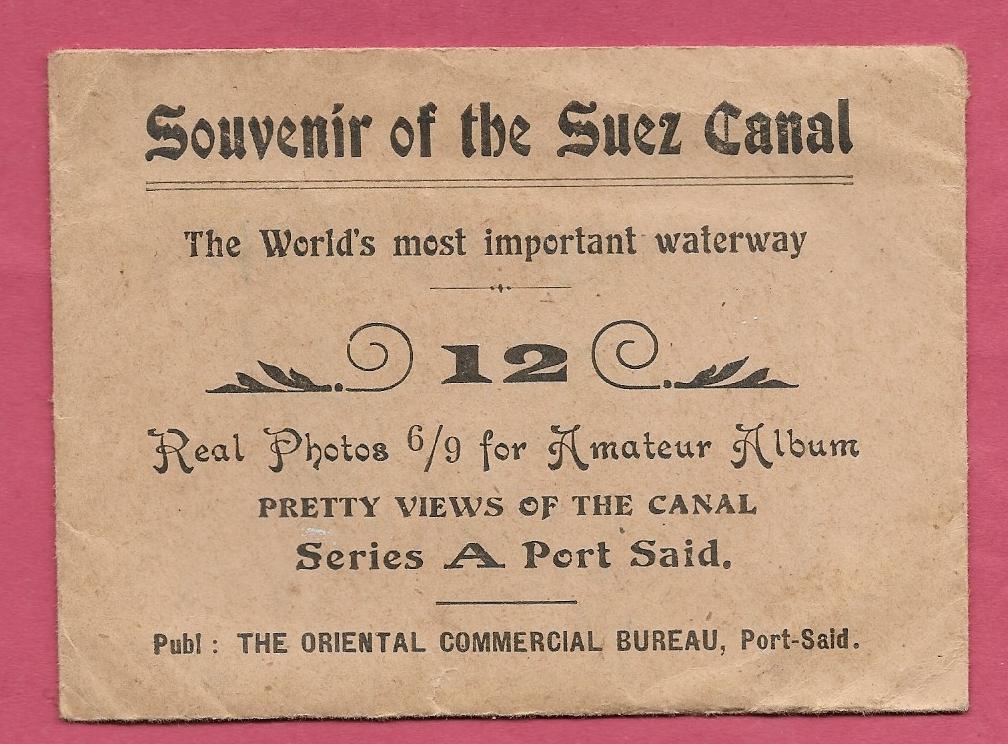 Souvenir of the Suez Canal
The World's most important waterway
12
Real Photos 6/9 for Amateur Album
PRETTY VIEWS OF THE CANAL
Series A Port Said.
Publ : THE ORIENTAL COMMERCIAL BUREAU, Port-Said.